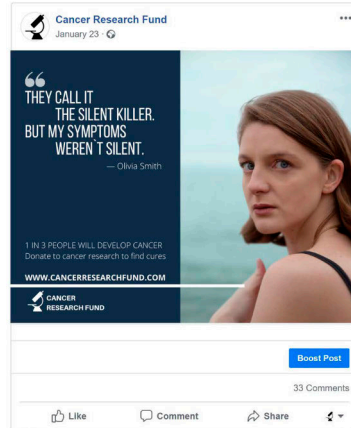 Cancer Research Fund
January 23 ·
“
THEY CALL IT
THE SILENT KILLER.
BUT MY SYMPTOMS
WEREN`T SILENT.
— Olivia Smith
1 IN 3 PEOPLE WILL DEVELOP CANCER
Donate to cancer research to find cures
WWW.CANCERRESEARCHFUND.COM
CANCER
RESEARCH FUND
Boost Post
33 Comments
Like Comment Share